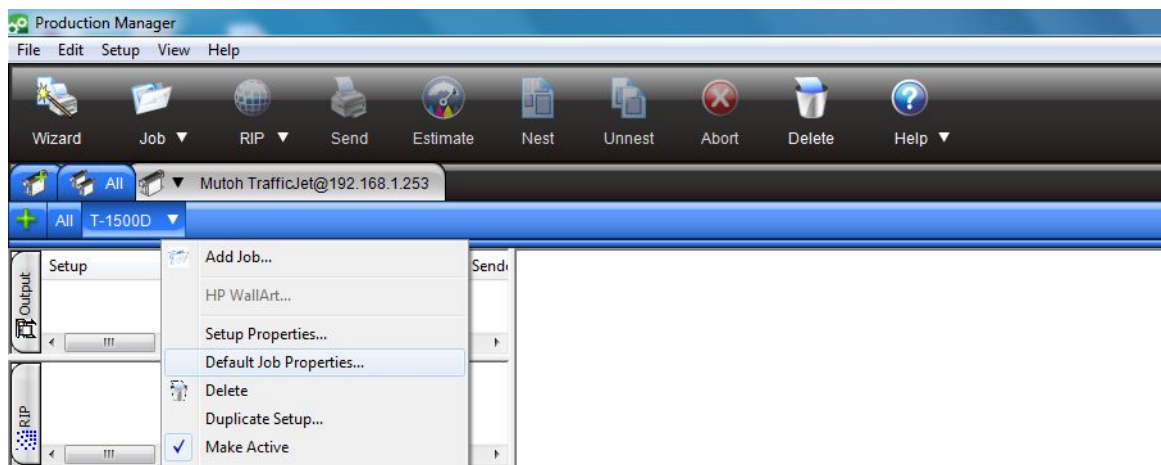 Production Manager
File Edit Setup View Help
Wizard Job RIP Send Estimate Nest Unnest Abort Delete Help
All Mutoh TrafficJet@192.168.1.253
All T-1500D
Output
Setup
Add Job...
HP WallArt...
Setup Properties...
Default Job Properties...
RIP
Delete
Duplicate Setup...
Make Active